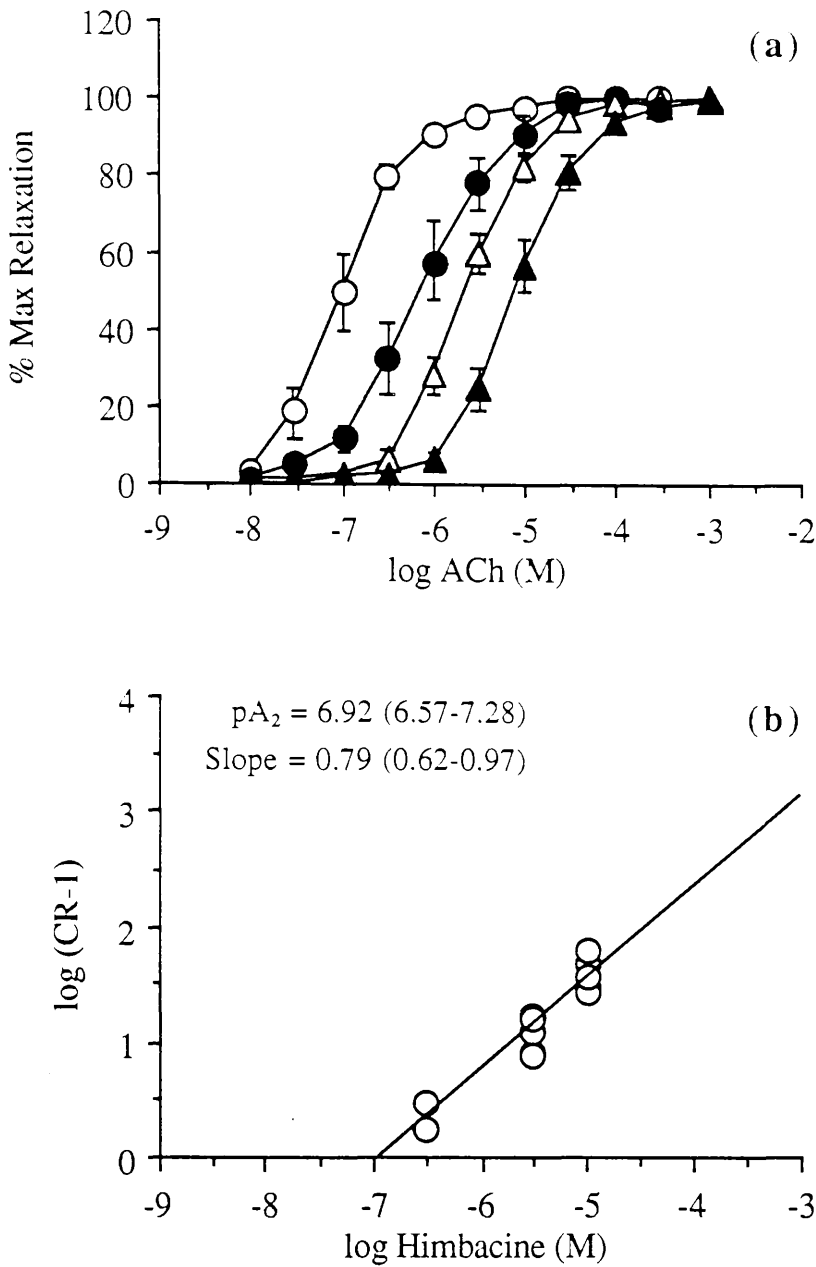 (a)
120
100
80
60
40
20
0
% Max Relaxation
-9 -8 -7 -6 -5 -4 -3 -2
log ACh (M)
(b)
pA₂ = 6.92 (6.57-7.28)
Slope = 0.79 (0.62-0.97)
4
3
2
1
0
log (CR-1)
-9 -8 -7 -6 -5 -4 -3
log Himbacine (M)